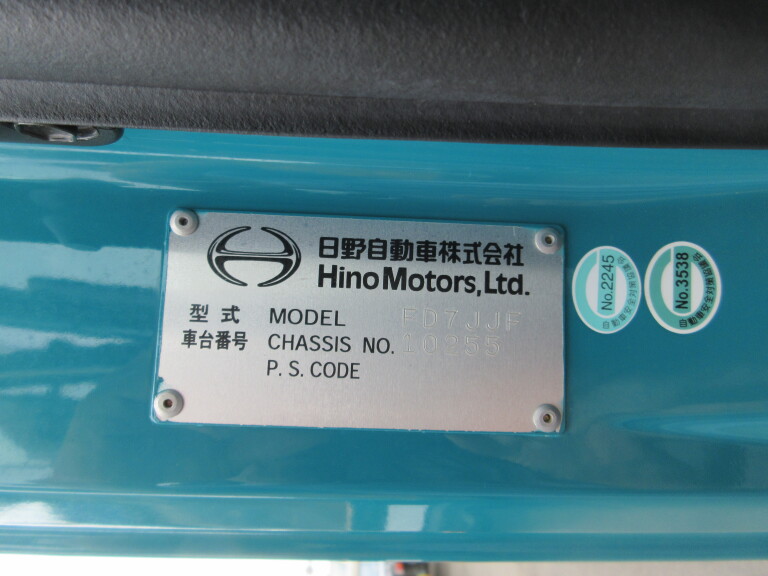 日野自動車株式会社
Hino Motors, Ltd.
型式 MODEL FD7JJF
車台番号 CHASSIS NO. 10255
P.S. CODE
No.2245
No.3538